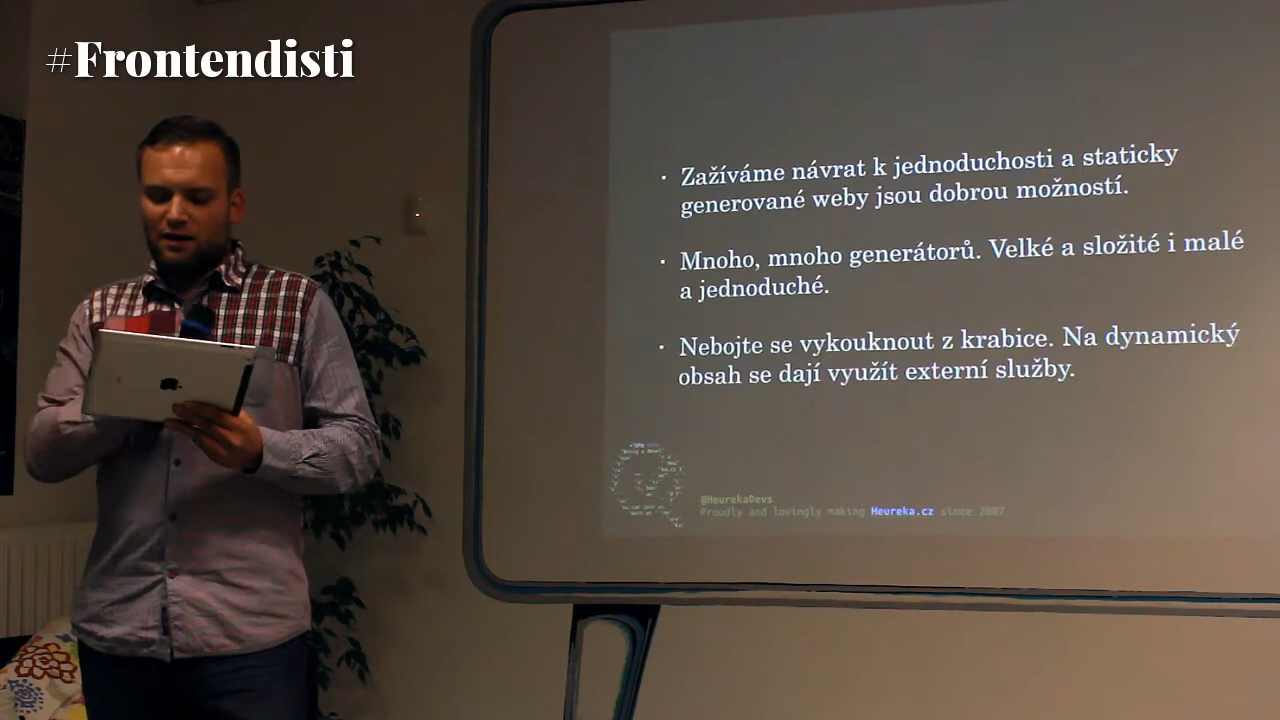 #Frontendisti
· Zažíváme návrat k jednoduchosti a staticky
generované weby jsou dobrou možností.
· Mnoho, mnoho generátorů. Velké a složité i malé
a jednoduché.
· Nebojte se vykouknout z krabice. Na dynamický
obsah se dají využít externí služby.
@HeurekaDevs
Proudly and lovingly making Heureka.cz since 2007